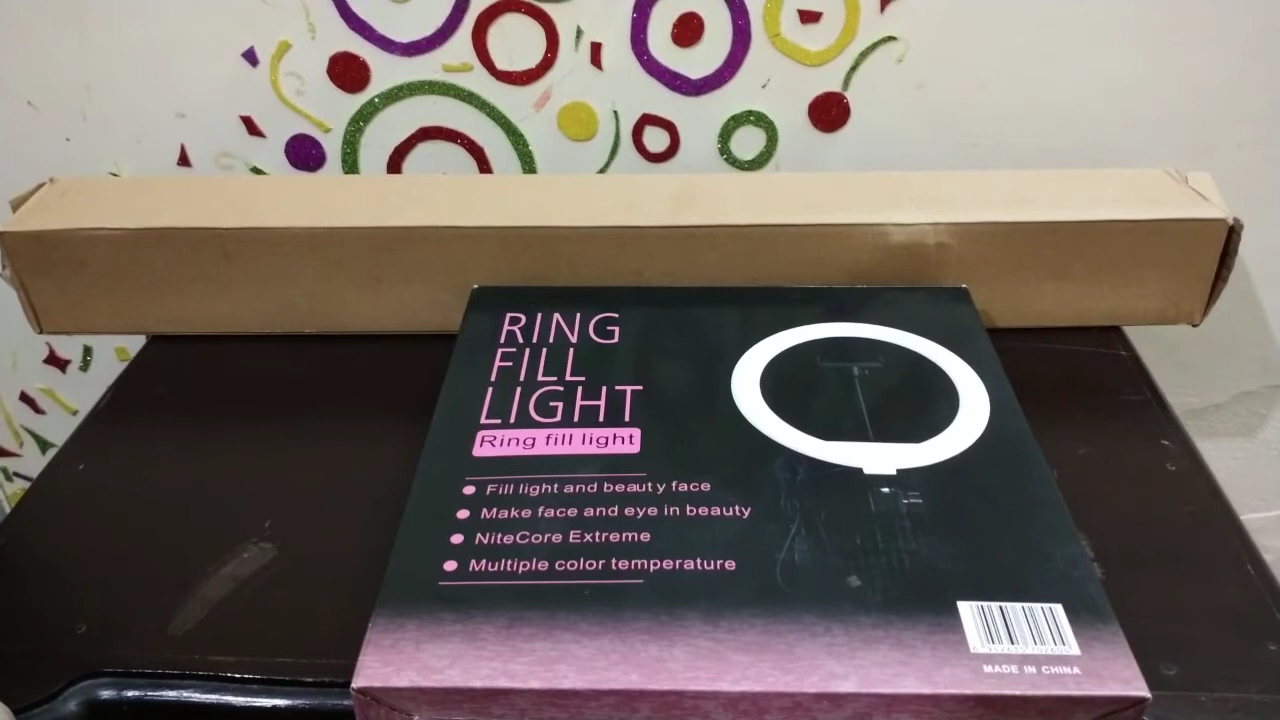 RING
FILL
LIGHT
Ring fill light
Fill light and beauty face
Make face and eye in beauty
NiteCore Extreme
Multiple color temperature
MADE IN CHINA